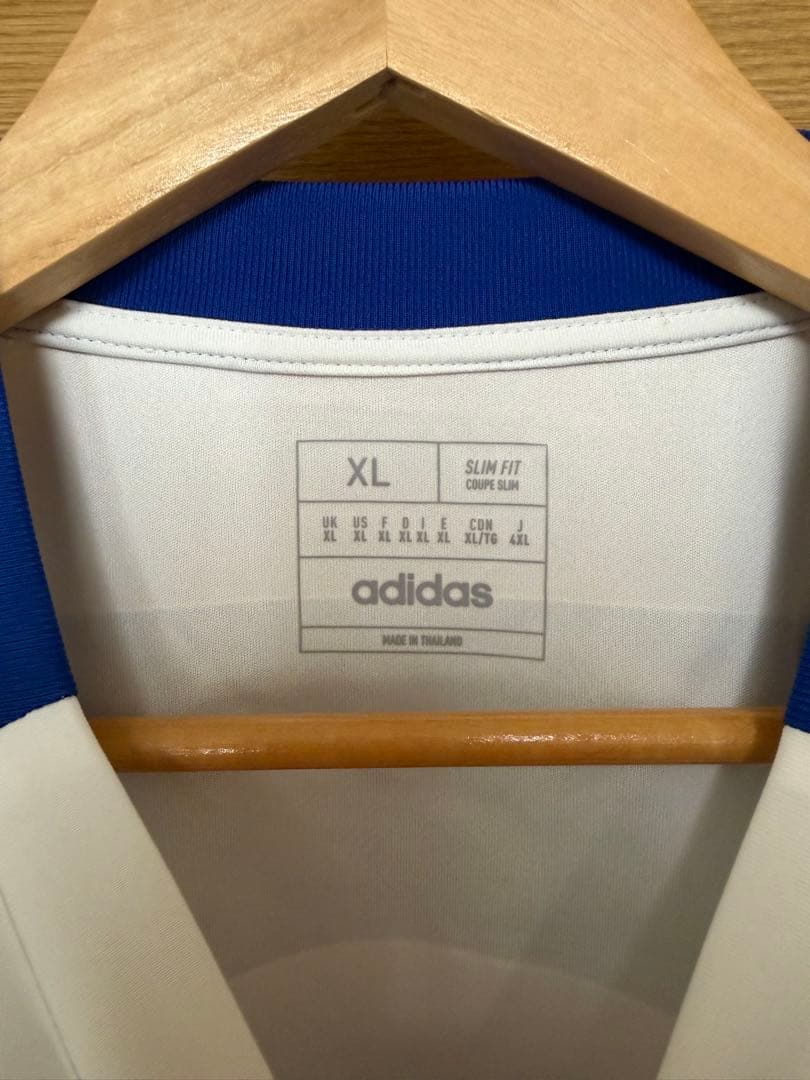 XL
SLIM FIT
COUPE SLIM
UK US F D I E CDN J
XL XL XL XL XL XL XL/TG 4XL
adidas
MADE IN THAILAND